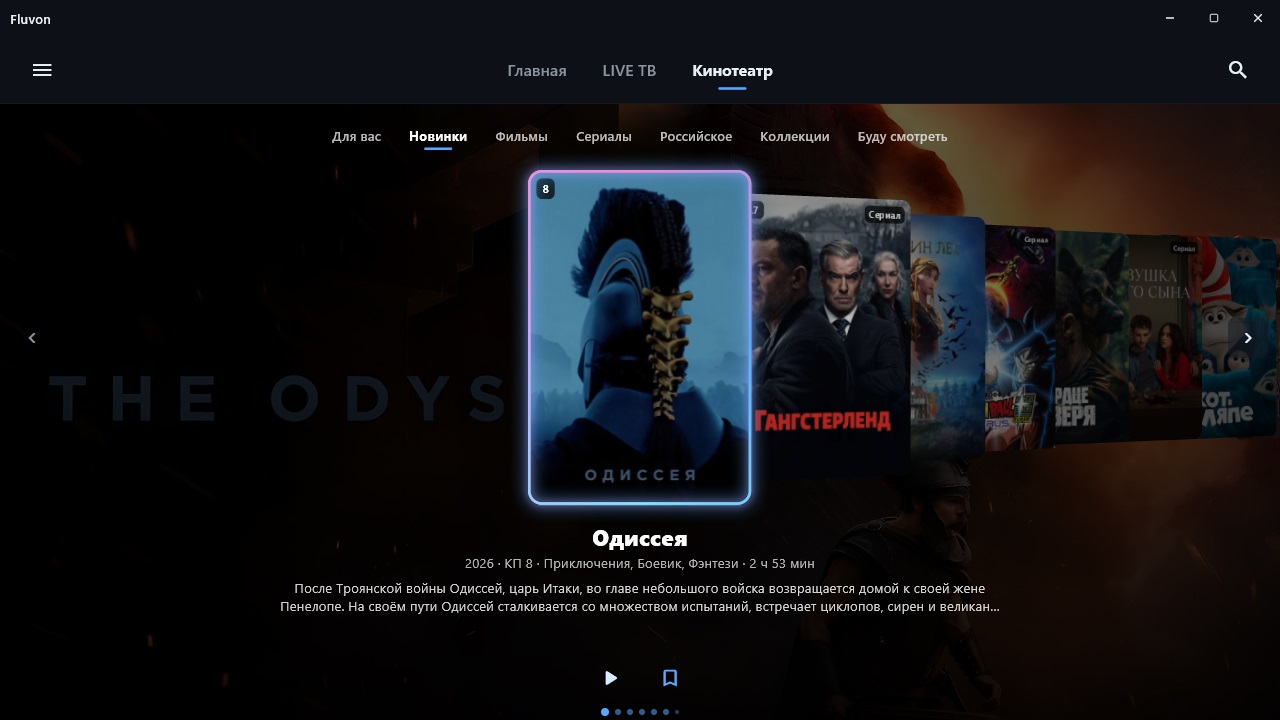 Fluvon
Главная LIVE ТВ Кинотеатр
Для вас Новинки Фильмы Сериалы Российское Коллекции Буду смотреть
8
7 Сериал
Сериал
Сериал
THE ODYS
ГАНГСТЕРЛЕНД
ОДИССЕЯ
Одиссея
2026 · КП 8 · Приключения, Боевик, Фэнтези · 2 ч 53 мин
После Троянской войны Одиссей, царь Итаки, во главе небольшого войска возвращается домой к своей жене
Пенелопе. На своём пути Одиссей сталкивается со множеством испытаний, встречает циклопов, сирен и великан...